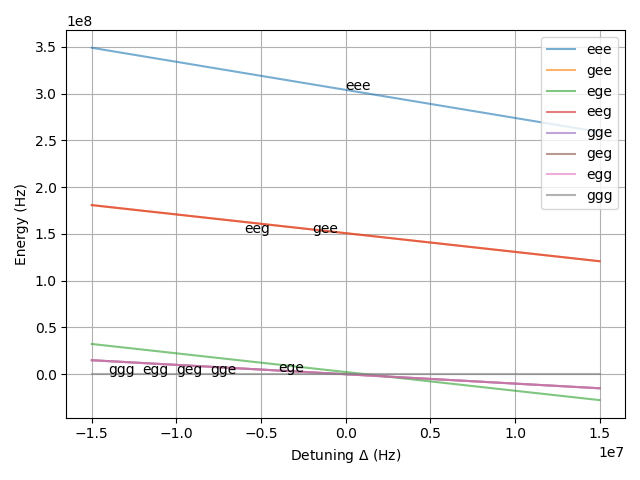 1e8
3.5
3.0
2.5
2.0
1.5
1.0
0.5
0.0
Energy (Hz)
eee
eeg gee
ggg egg geg gge ege
eee
gee
ege
eeg
gge
geg
egg
ggg
−1.5 −1.0 −0.5 0.0 0.5 1.0 1.5
1e7
Detuning Δ (Hz)